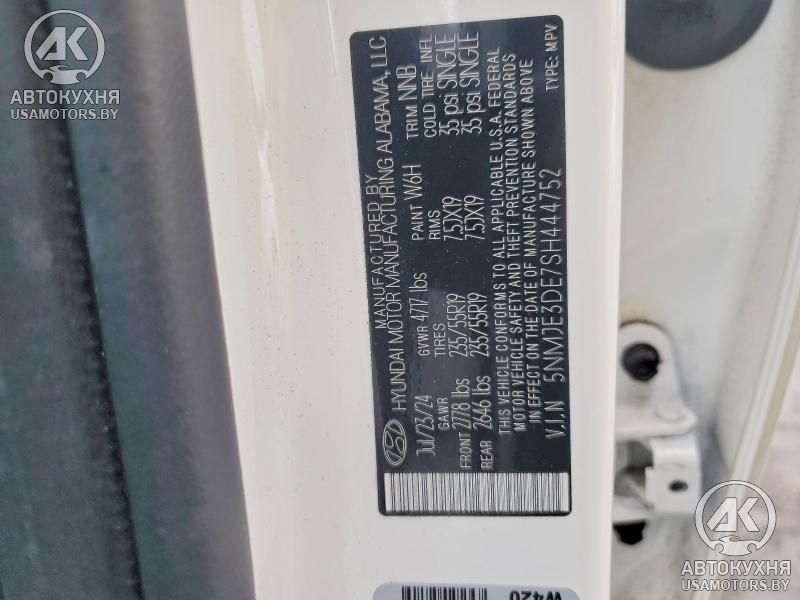 AK
АВТОКУХНЯ
USAMOTORS.BY
MANUFACTURED BY
HYUNDAI MOTOR MANUFACTURING ALABAMA, LLC
Jul/23/24 GVWR 4717 lbs PAINT W6H TRIM NNB
GAWR TIRES RIMS COLD TIRE INFL
FRONT 2778 lbs 235/55R19 7.5JX19 35 psi SINGLE
REAR 2646 lbs 235/55R19 7.5JX19 35 psi SINGLE
THIS VEHICLE CONFORMS TO ALL APPLICABLE U.S.A. FEDERAL
MOTOR VEHICLE SAFETY AND THEFT PREVENTION STANDARDS
IN EFFECT ON THE DATE OF MANUFACTURE SHOWN ABOVE
V.I.N 5NMJE3DE7SH444752 TYPE: MPV
W420
AK
АВТОКУХНЯ
USAMOTORS.BY